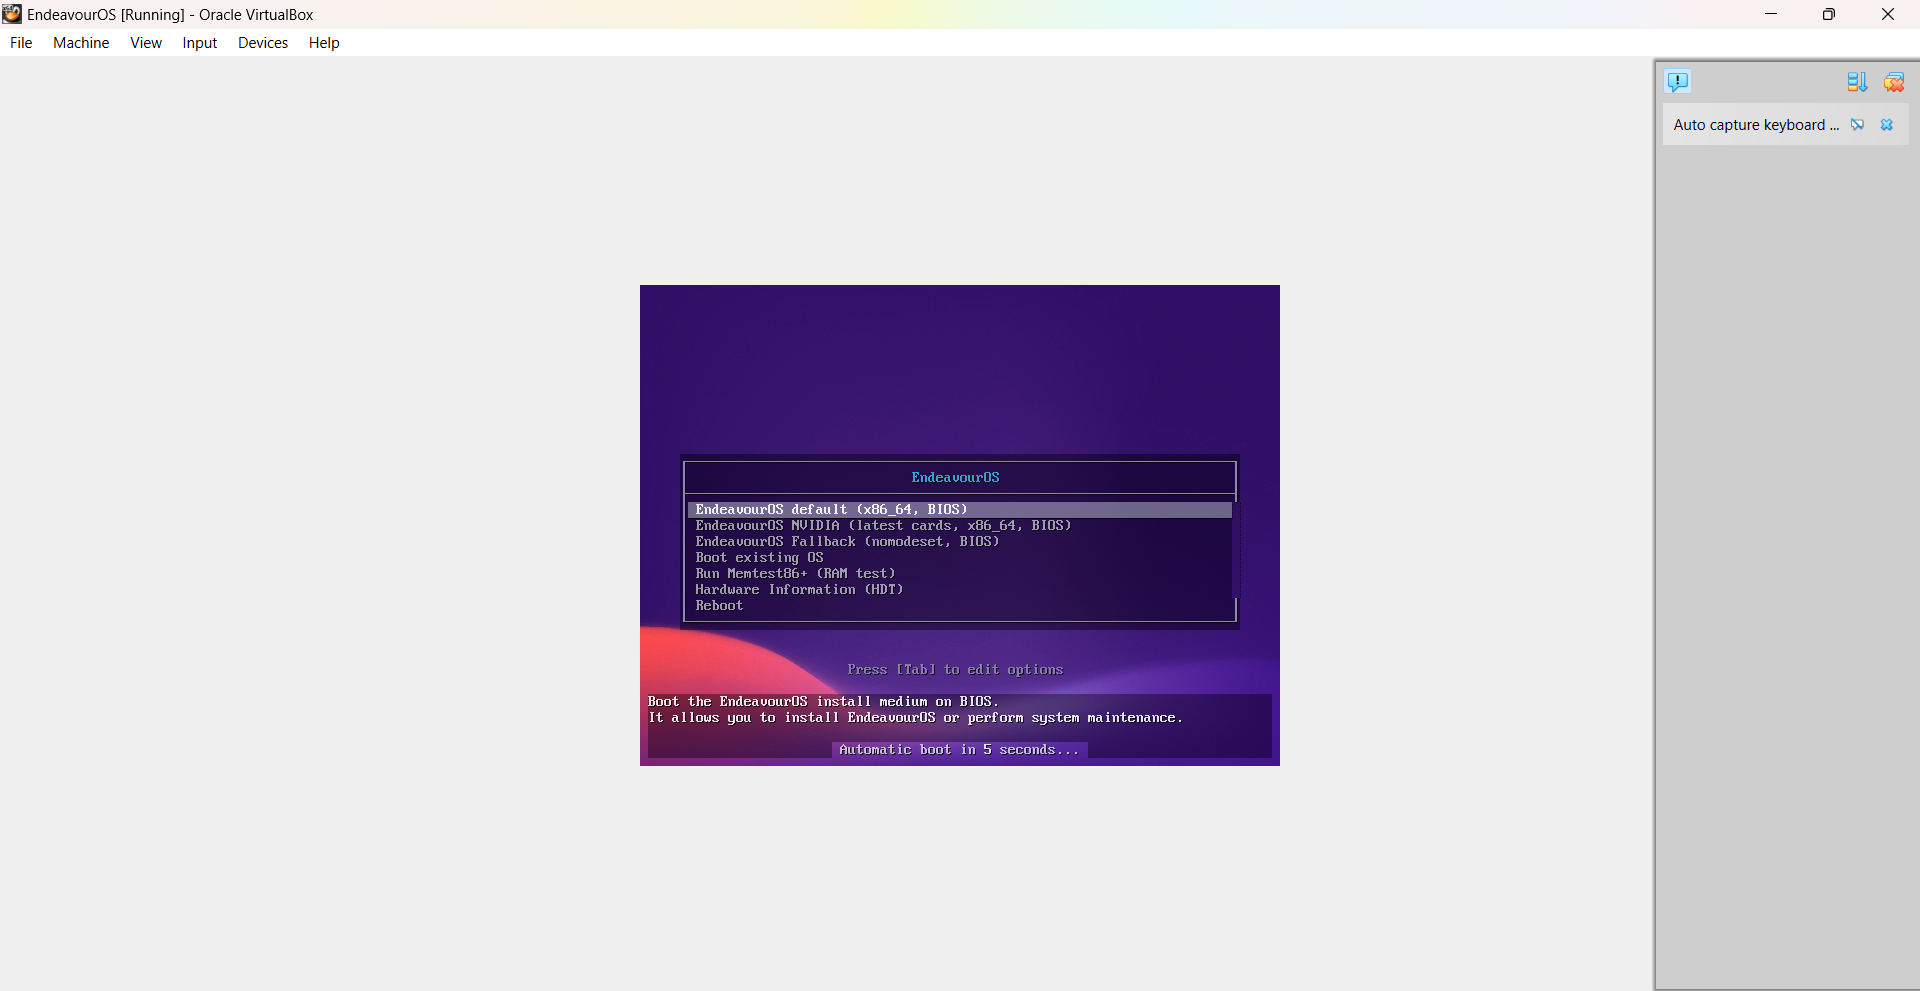 EndeavourOS [Running] - Oracle VirtualBox
File Machine View Input Devices Help
Auto capture keyboard ...
EndeavourOS
EndeavourOS default (x86_64, BIOS)
EndeavourOS NVIDIA (latest cards, x86_64, BIOS)
EndeavourOS Fallback (nomodeset, BIOS)
Boot existing OS
Run Memtest86+ (RAM test)
Hardware Information (HDT)
Reboot
Press [Tab] to edit options
Boot the EndeavourOS install medium on BIOS.
It allows you to install EndeavourOS or perform system maintenance.
Automatic boot in 5 seconds...